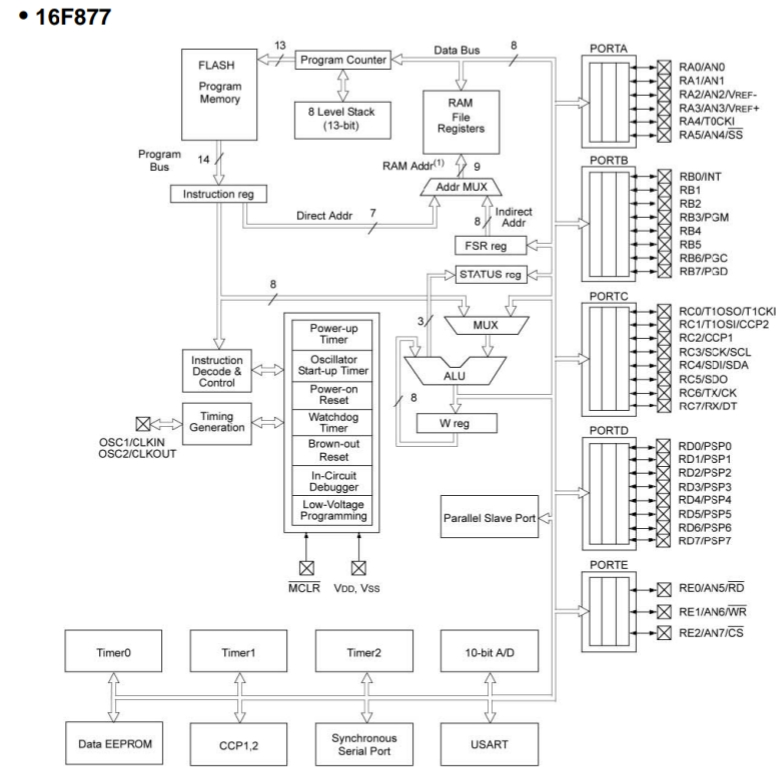 • 16F877
FLASH
Program
Memory
13
Program Counter
Data Bus
8
8 Level Stack
(13-bit)
RAM
File
Registers
Program
Bus
14
RAM Addr(1)
9
Addr MUX
Instruction reg
Direct Addr
7
8
Indirect
Addr
FSR reg
STATUS reg
8
3
MUX
ALU
8
W reg
Instruction
Decode &
Control
Timing
Generation
OSC1/CLKIN
OSC2/CLKOUT
Power-up
Timer
Oscillator
Start-up Timer
Power-on
Reset
Watchdog
Timer
Brown-out
Reset
In-Circuit
Debugger
Low-Voltage
Programming
MCLR
VDD, VSS
Parallel Slave Port
PORTA
RA0/AN0
RA1/AN1
RA2/AN2/VREF-
RA3/AN3/VREF+
RA4/T0CKI
RA5/AN4/SS
PORTB
RB0/INT
RB1
RB2
RB3/PGM
RB4
RB5
RB6/PGC
RB7/PGD
PORTC
RC0/T1OSO/T1CKI
RC1/T1OSI/CCP2
RC2/CCP1
RC3/SCK/SCL
RC4/SDI/SDA
RC5/SDO
RC6/TX/CK
RC7/RX/DT
PORTD
RD0/PSP0
RD1/PSP1
RD2/PSP2
RD3/PSP3
RD4/PSP4
RD5/PSP5
RD6/PSP6
RD7/PSP7
PORTE
RE0/AN5/RD
RE1/AN6/WR
RE2/AN7/CS
Timer0
Timer1
Timer2
10-bit A/D
Data EEPROM
CCP1,2
Synchronous
Serial Port
USART